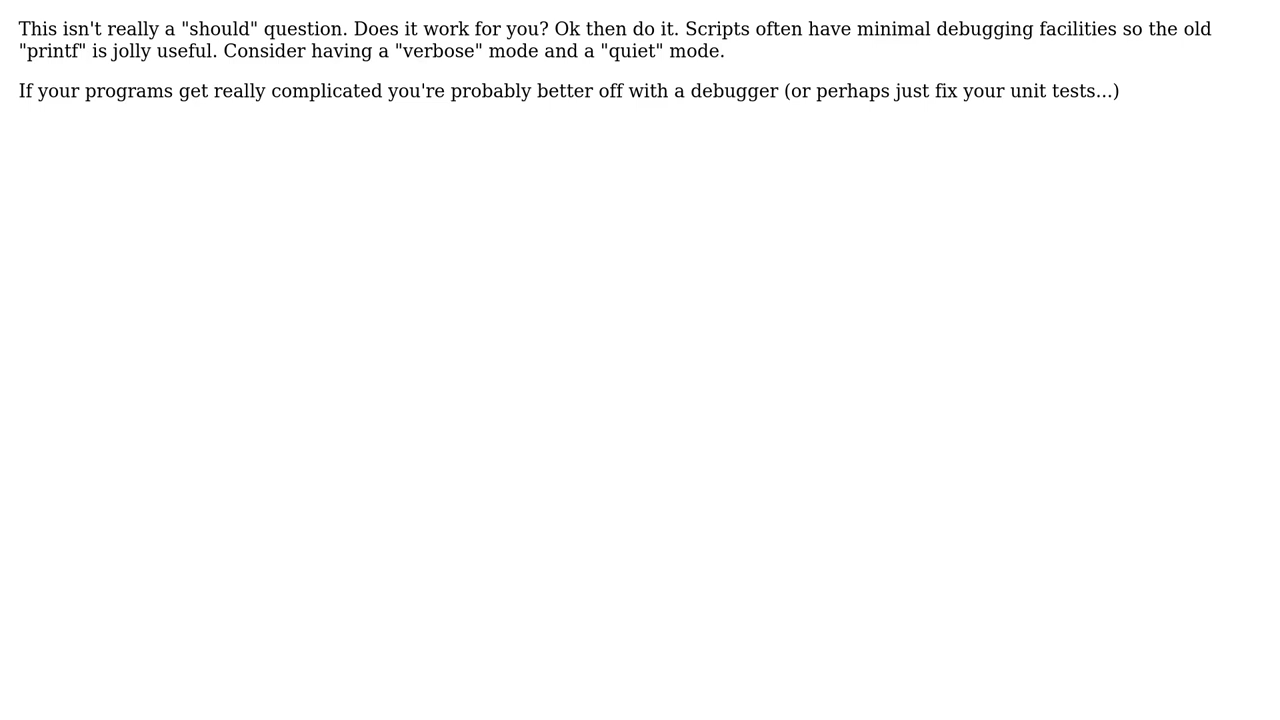 This isn't really a "should" question. Does it work for you? Ok then do it. Scripts often have minimal debugging facilities so the old
"printf" is jolly useful. Consider having a "verbose" mode and a "quiet" mode.
If your programs get really complicated you're probably better off with a debugger (or perhaps just fix your unit tests...)